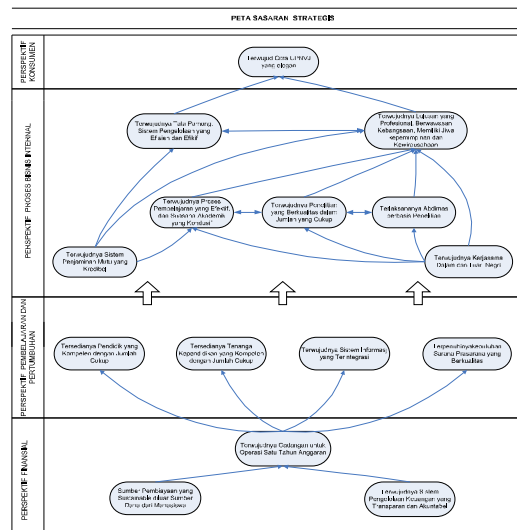 PETA SASARAN STRATEGIS
PERSPEKTIF
KONSUMEN
Terwujud Citra UPNVJ
yang elegan
PERSPEKTIF PROSES BISNIS INTERNAL
Terwujudnya Tata Pamong,
Sistem Pengelolaan yang
Efisien dan Efektif
Terwujudnya Lulusan yang
Profesional, Berwawasan
Kebangsaan, Memiliki Jiwa
Kepemimpinan dan
Kewirausahaan
Terwujudnya Proses
Pembelajaran yang Efektif,
dan Suasana Akademik
yang Kondusif
Terwujudnya Penelitian
yang Berkualitas dalam
Jumlah yang Cukup
Terlaksananya Abdimas
berbasis Penelitian
Terwujudnya Sistem
Penjaminan Mutu yang
Kredibel
Terwujudnya Kerjasama
Dalam dan Luar Negri
PERSPEKTIF PEMBELAJARAN DAN
PERTUMBUHAN
Tersedianya Pendidik yang
Kompeten dengan Jumlah
Cukup
Tersedianya Tenanga
Kependidikan yang Kompeten
dengan Jumlah Cukup
Terwujudnya Sistem Informasi
yang Terintegrasi
Terpenuhinya kebutuhan
Sarana Prasarana yang
Berkualitas
PERSPEKTIF FINANSIAL
Terwujudnya Cadangan untuk
Operasi Satu Tahun Anggaran
Sumber Pembiayaan yang
Sustainable diluar Sumber
Dana dari Mahasiswa
Terwujudnya Sistem
Pengelolaan Keuangan yang
Transparan dan Akuntabel